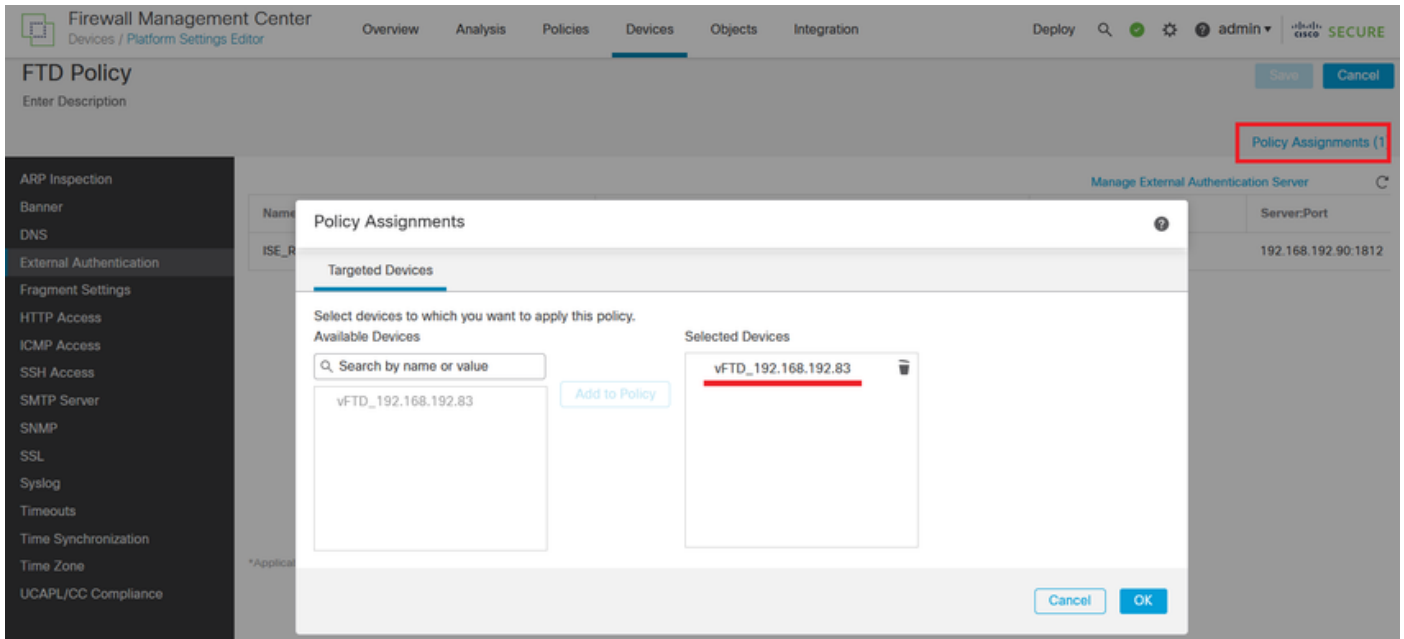 Firewall Management Center
Devices / Platform Settings Editor
Overview Analysis Policies Devices Objects Integration Deploy admin cisco SECURE
FTD Policy
Save Cancel
Enter Description
Policy Assignments (1
ARP Inspection
Banner
DNS
External Authentication
Fragment Settings
HTTP Access
ICMP Access
SSH Access
SMTP Server
SNMP
SSL
Syslog
Timeouts
Time Synchronization
Time Zone
UCAPL/CC Compliance
Manage External Authentication Server
Name Server:Port
ISE_R 192.168.192.90:1812
*Applicat
Policy Assignments
Targeted Devices
Select devices to which you want to apply this policy.
Available Devices
Search by name or value
vFTD_192.168.192.83
Add to Policy
Selected Devices
vFTD_192.168.192.83
Cancel OK